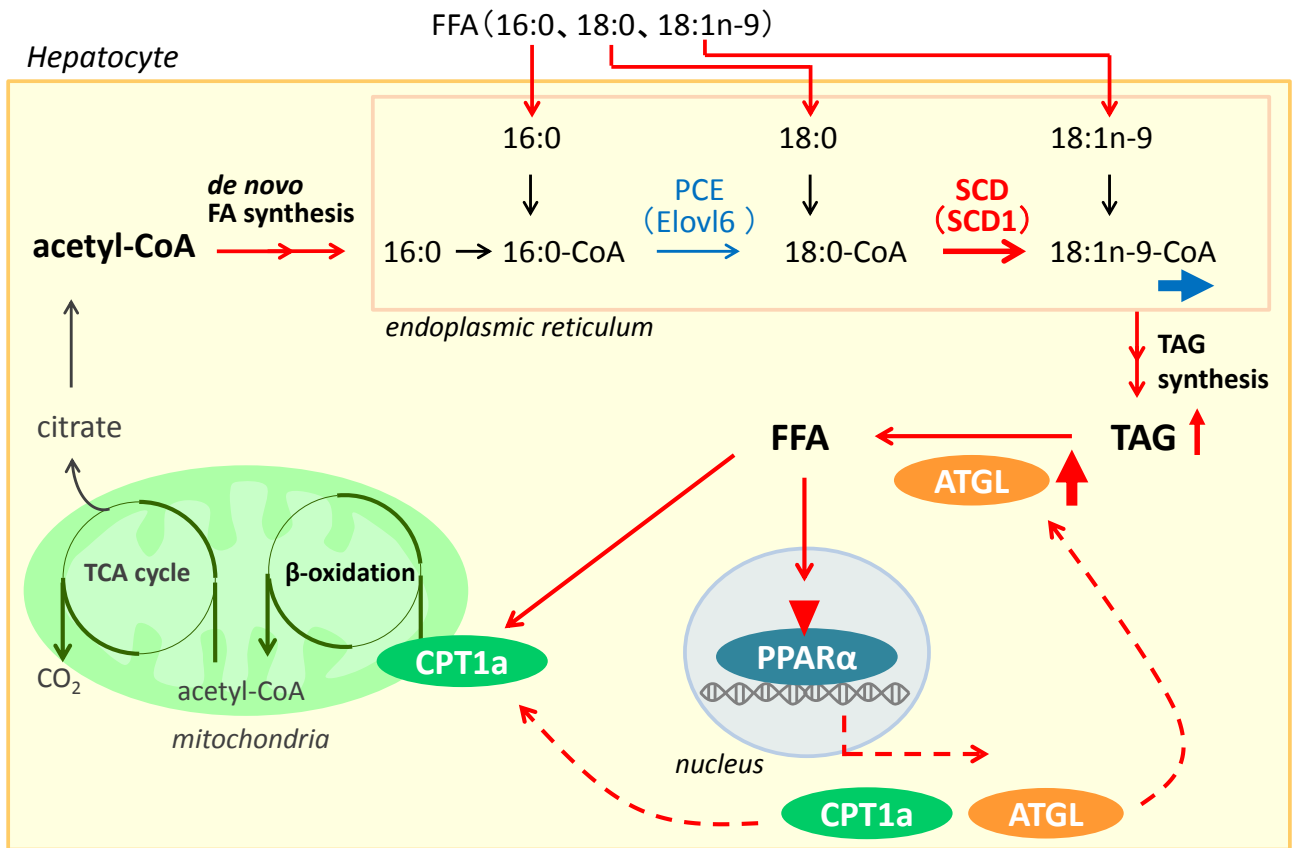 FFA（16:0、18:0、18:1n-9）
Hepatocyte
16:0
18:0
18:1n-9
de novo
FA synthesis
PCE
（Elovl6 ）
SCD
（SCD1）
acetyl-CoA
16:0
16:0-CoA
18:0-CoA
18:1n-9-CoA
endoplasmic reticulum
TAG
synthesis
citrate
FFA
TAG
ATGL
TCA cycle
β-oxidation
CPT1a
PPARα
CO₂
acetyl-CoA
mitochondria
nucleus
CPT1a
ATGL